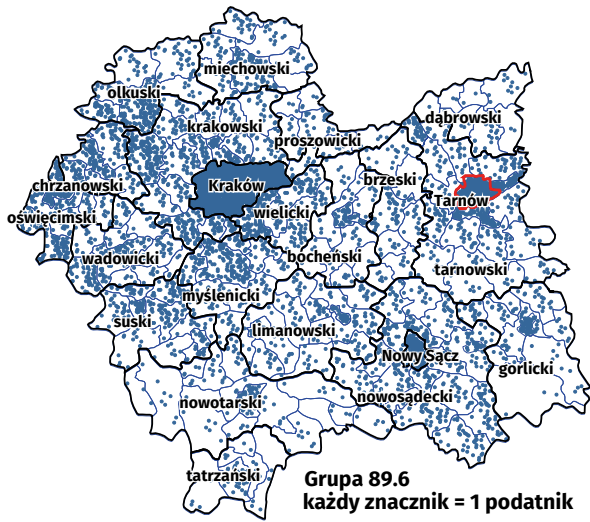 miechowski
olkuski
dąbrowski
krakowski
proszowicki
chrzanowski
Kraków
brzeski
Tarnów
oświęcimski
wielicki
wadowicki
bocheński
tarnowski
myślenicki
suski
limanowski
Nowy Sącz
gorlicki
nowotarski
nowosądecki
tatrzański
Grupa 89.6
każdy znacznik = 1 podatnik